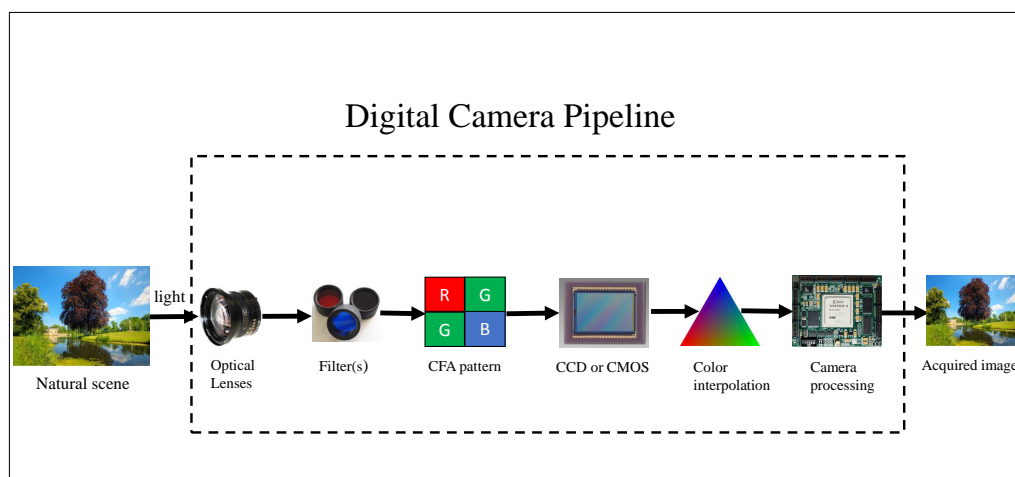 Digital Camera Pipeline
light
R G
G B
Natural scene
Optical
Lenses
Filter(s)
CFA pattern
CCD or CMOS
Color
interpolation
Camera
processing
Acquired image